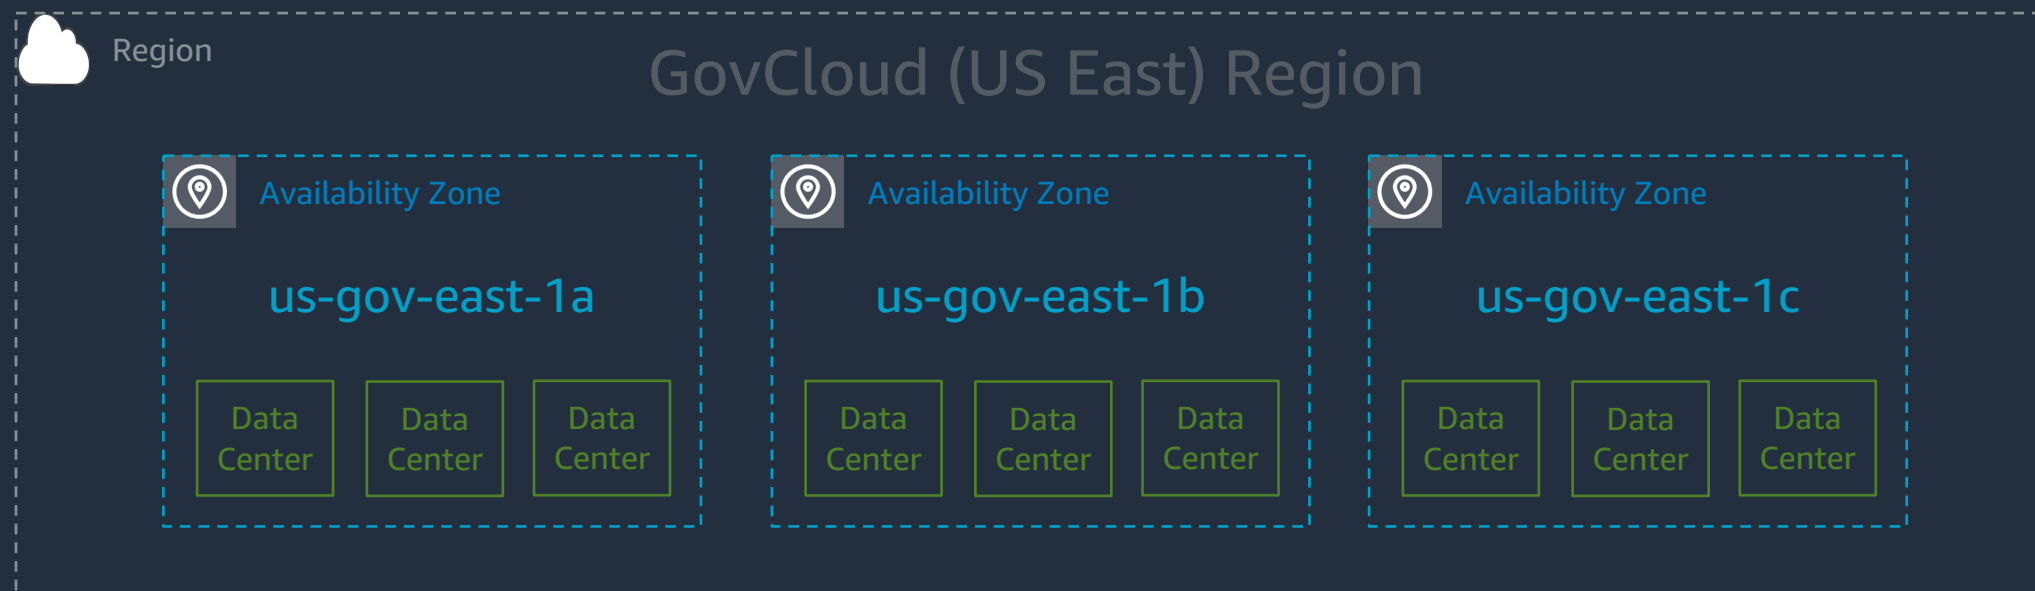 Region
GovCloud (US East) Region
Availability Zone
us-gov-east-1a
Data
Center
Data
Center
Data
Center
Availability Zone
us-gov-east-1b
Data
Center
Data
Center
Data
Center
Availability Zone
us-gov-east-1c
Data
Center
Data
Center
Data
Center